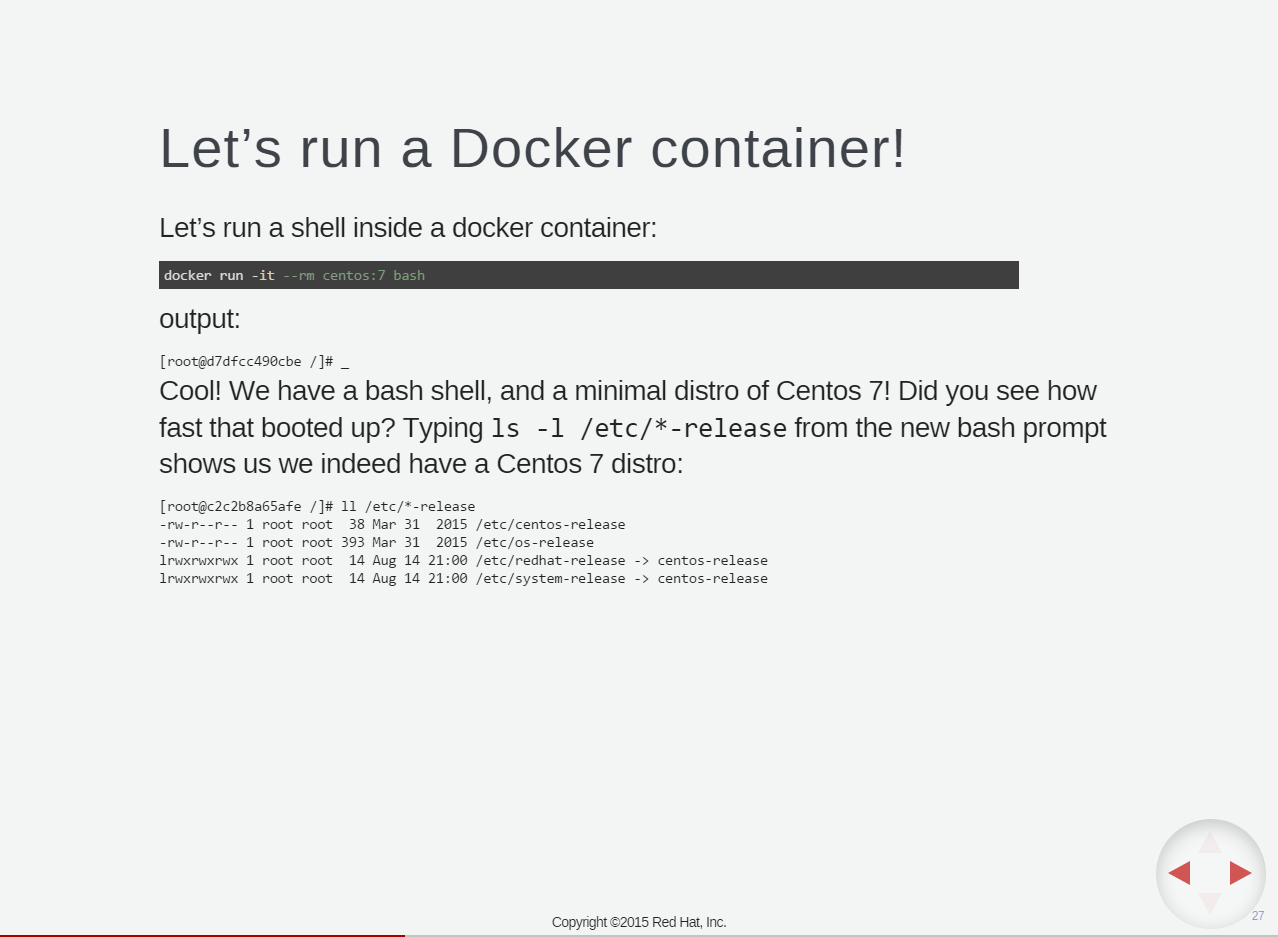 Let’s run a Docker container!
Let’s run a shell inside a docker container:
docker run -it --rm centos:7 bash
output:
[root@d7dfcc490cbe /]# _
Cool! We have a bash shell, and a minimal distro of Centos 7! Did you see how
fast that booted up? Typing ls -l /etc/*-release from the new bash prompt
shows us we indeed have a Centos 7 distro:
[root@c2c2b8a65afe /]# ll /etc/*-release
-rw-r--r-- 1 root root  38 Mar 31  2015 /etc/centos-release
-rw-r--r-- 1 root root 393 Mar 31  2015 /etc/os-release
lrwxrwxrwx 1 root root  14 Aug 14 21:00 /etc/redhat-release -> centos-release
lrwxrwxrwx 1 root root  14 Aug 14 21:00 /etc/system-release -> centos-release
Copyright ©2015 Red Hat, Inc.
27